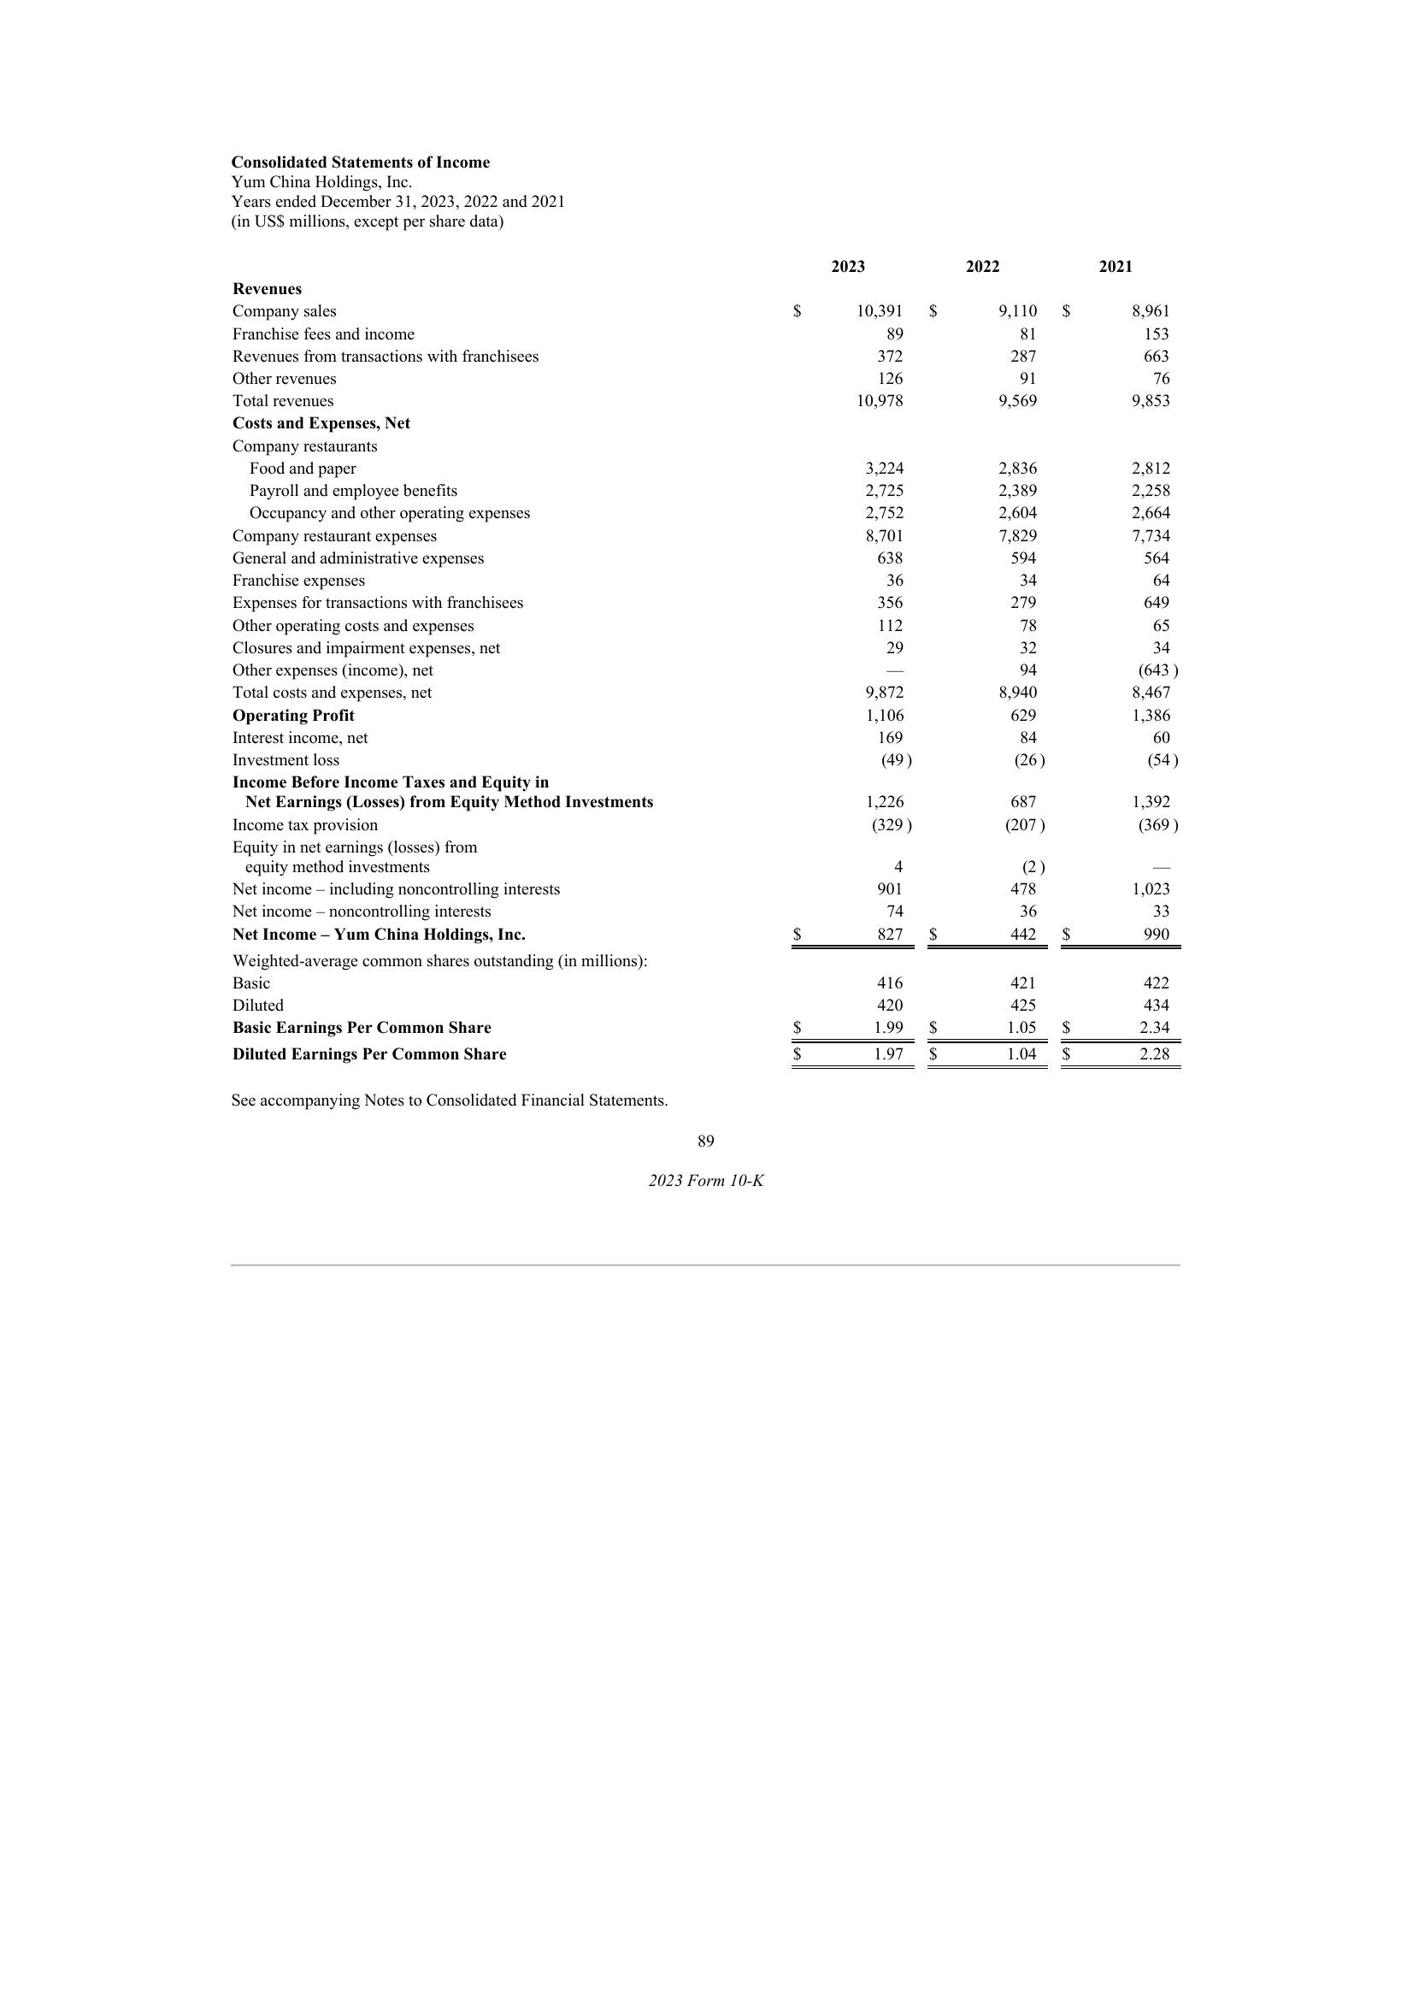 Consolidated Statements of Income
Yum China Holdings, Inc.
Years ended December 31, 2023, 2022 and 2021
(in US$ millions, except per share data)
2023 2022 2021
Revenues
Company sales $ 10,391 $ 9,110 $ 8,961
Franchise fees and income 89 81 153
Revenues from transactions with franchisees 372 287 663
Other revenues 126 91 76
Total revenues 10,978 9,569 9,853
Costs and Expenses, Net
Company restaurants
Food and paper 3,224 2,836 2,812
Payroll and employee benefits 2,725 2,389 2,258
Occupancy and other operating expenses 2,752 2,604 2,664
Company restaurant expenses 8,701 7,829 7,734
General and administrative expenses 638 594 564
Franchise expenses 36 34 64
Expenses for transactions with franchisees 356 279 649
Other operating costs and expenses 112 78 65
Closures and impairment expenses, net 29 32 34
Other expenses (income), net — 94 (643 )
Total costs and expenses, net 9,872 8,940 8,467
Operating Profit 1,106 629 1,386
Interest income, net 169 84 60
Investment loss (49 ) (26 ) (54 )
Income Before Income Taxes and Equity in
Net Earnings (Losses) from Equity Method Investments 1,226 687 1,392
Income tax provision (329 ) (207 ) (369 )
Equity in net earnings (losses) from
equity method investments 4 (2 ) —
Net income – including noncontrolling interests 901 478 1,023
Net income – noncontrolling interests 74 36 33
Net Income – Yum China Holdings, Inc. $ 827 $ 442 $ 990
Weighted-average common shares outstanding (in millions):
Basic 416 421 422
Diluted 420 425 434
Basic Earnings Per Common Share $ 1.99 $ 1.05 $ 2.34
Diluted Earnings Per Common Share $ 1.97 $ 1.04 $ 2.28
See accompanying Notes to Consolidated Financial Statements.
89
2023 Form 10-K